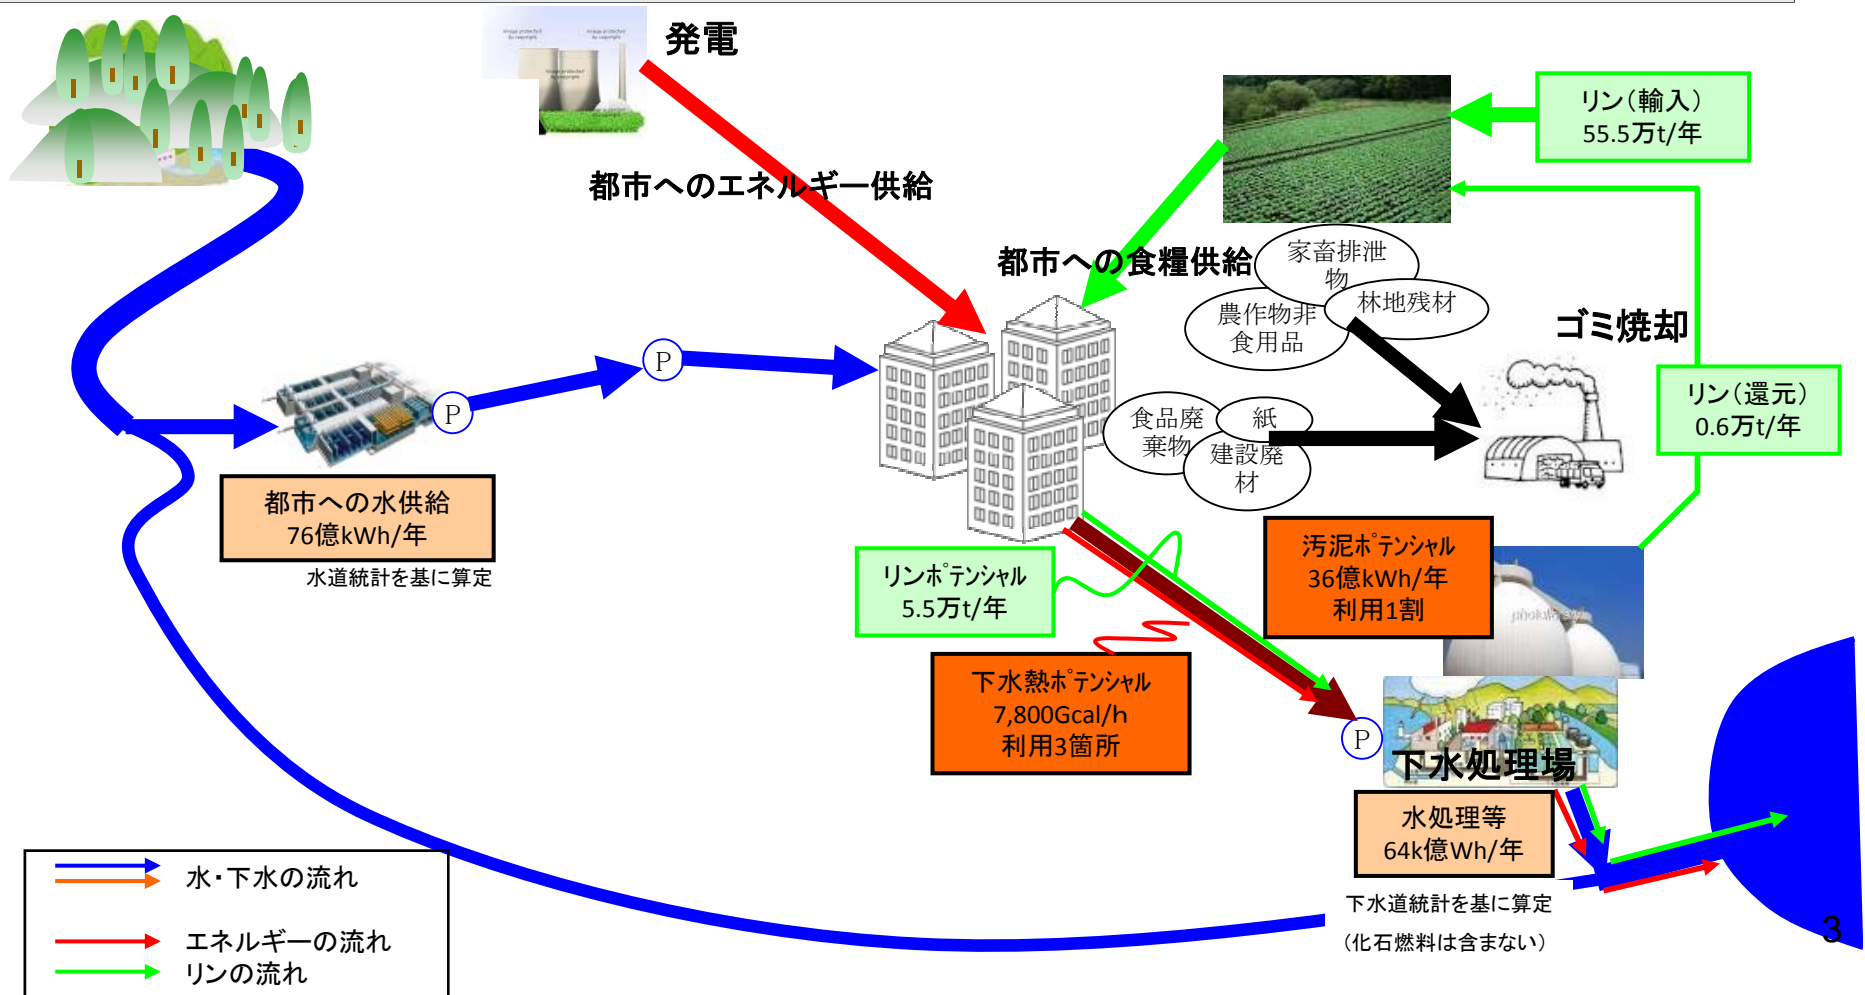 発電
リン（輸入）
55.5万t/年
都市へのエネルギー供給
都市への食糧供給
家畜排泄
物
林地残材
農作物非
食用品
ゴミ焼却
P
P
リン（還元）
0.6万t/年
食品廃
棄物
紙
建設廃
材
都市への水供給
76億kWh/年
水道統計を基に算定
リンﾎﾟﾃﾝｼｬﾙ
5.5万t/年
汚泥ﾎﾟﾃﾝｼｬﾙ
36億kWh/年
利用1割
下水熱ﾎﾟﾃﾝｼｬﾙ
7,800Gcal/h
利用3箇所
P
下水処理場
水処理等
64k億Wh/年
下水道統計を基に算定
（化石燃料は含まない）
水・下水の流れ
エネルギーの流れ
リンの流れ
3